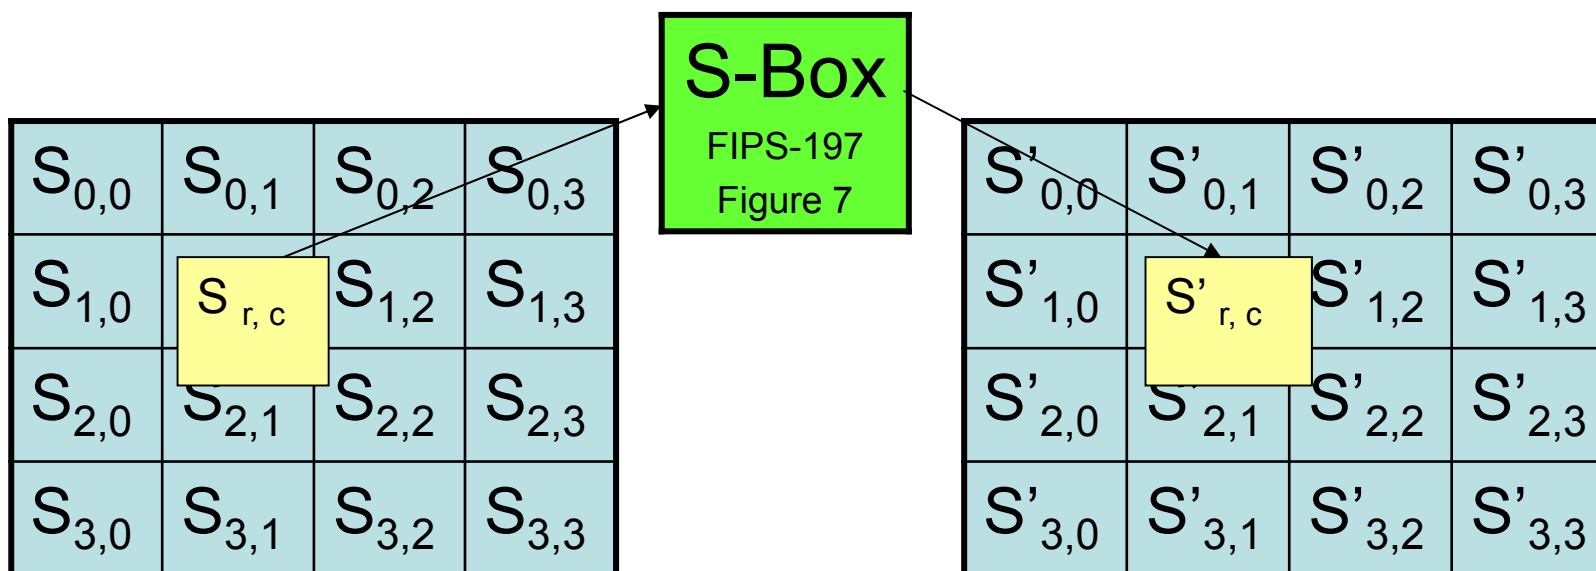 S-Box
FIPS-197
Figure 7
S0,0 S0,1 S0,2 S0,3
S1,0 S r, c S1,2 S1,3
S2,0 S2,1 S2,2 S2,3
S3,0 S3,1 S3,2 S3,3
S’0,0 S’0,1 S’0,2 S’0,3
S’1,0 S’ r, c S’1,2 S’1,3
S’2,0 S’2,1 S’2,2 S’2,3
S’3,0 S’3,1 S’3,2 S’3,3